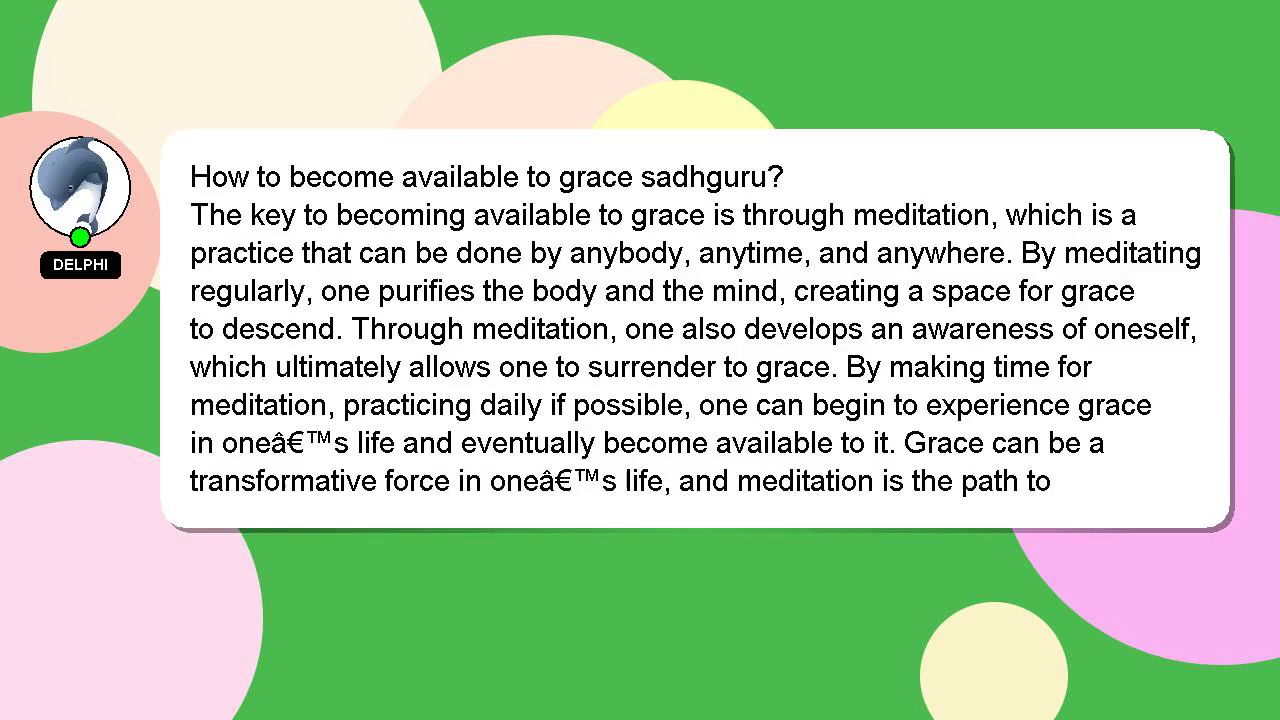 DELPHI
How to become available to grace sadhguru?
The key to becoming available to grace is through meditation, which is a
practice that can be done by anybody, anytime, and anywhere. By meditating
regularly, one purifies the body and the mind, creating a space for grace
to descend. Through meditation, one also develops an awareness of oneself,
which ultimately allows one to surrender to grace. By making time for
meditation, practicing daily if possible, one can begin to experience grace
in oneâ€™s life and eventually become available to it. Grace can be a
transformative force in oneâ€™s life, and meditation is the path to